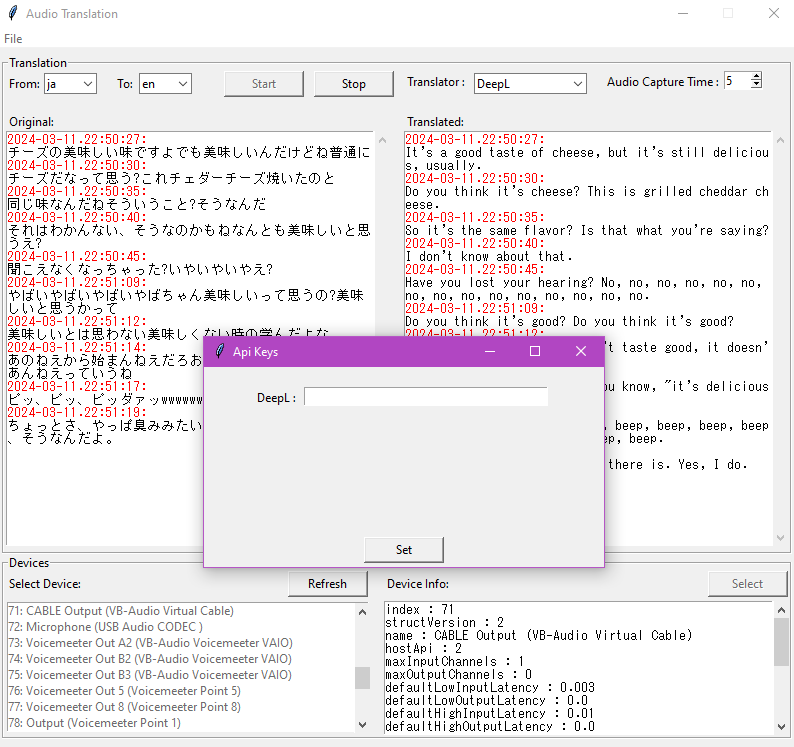 Audio Translation
File
Translation
From: ja To: en Start Stop Translator : DeepL Audio Capture Time : 5
Original:
2024-03-11.22:50:27:
チーズの美味しい味ですよでも美味しいんだけどね普通に
2024-03-11.22:50:30:
チーズだなって思う?これチェダーチーズ焼いたのと
2024-03-11.22:50:35:
同じ味なんだねそういうこと?そうなんだ
2024-03-11.22:50:40:
それはわかんない、そうなのかもねなんとも美味しいと思
うえ?
2024-03-11.22:50:45:
聞こえなくなっちゃった?いやいやいやえ?
2024-03-11.22:51:09:
やばいやばいやばいやばちゃん美味しいって思うの?美味
しいと思うかって
2024-03-11.22:51:12:
美味しいとは思わない美味しくない時の学んだよな
2024-03-11.22:51:14:
あのねえから始まんねえだろお
あんねえっていうね
2024-03-11.22:51:17:
ビッ、ビッ、ビッダァッwwwwww
2024-03-11.22:51:19:
ちょっとさ、やっぱ臭みみたい
、そうなんだよ。
Translated:
2024-03-11.22:50:27:
It's a good taste of cheese, but it's still deliciou
s, usually.
2024-03-11.22:50:30:
Do you think it's cheese? This is grilled cheddar ch
eese.
2024-03-11.22:50:35:
So it's the same flavor? Is that what you're saying?
2024-03-11.22:50:40:
I don't know about that.
2024-03-11.22:50:45:
Have you lost your hearing? No, no, no, no, no, no,
no, no, no, no, no, no, no, no, no.
2024-03-11.22:51:09:
Do you think it's good? Do you think it's good?
2024-03-11.22:51:12:
't taste good, it doesn'
ou know, "it's delicious
, beep, beep, beep, beep
ep, beep.
there is. Yes, I do.
Api Keys
DeepL :
Set
Devices
Select Device: Refresh
71: CABLE Output (VB-Audio Virtual Cable)
72: Microphone (USB Audio CODEC )
73: Voicemeeter Out A2 (VB-Audio Voicemeeter VAIO)
74: Voicemeeter Out B2 (VB-Audio Voicemeeter VAIO)
75: Voicemeeter Out B3 (VB-Audio Voicemeeter VAIO)
76: Voicemeeter Out 5 (Voicemeeter Point 5)
77: Voicemeeter Out 8 (Voicemeeter Point 8)
78: Output (Voicemeeter Point 1)
Device Info: Select
index : 71
structVersion : 2
name : CABLE Output (VB-Audio Virtual Cable)
hostApi : 2
maxInputChannels : 1
maxOutputChannels : 0
defaultLowInputLatency : 0.003
defaultLowOutputLatency : 0.0
defaultHighInputLatency : 0.01
defaultHighOutputLatency : 0.0